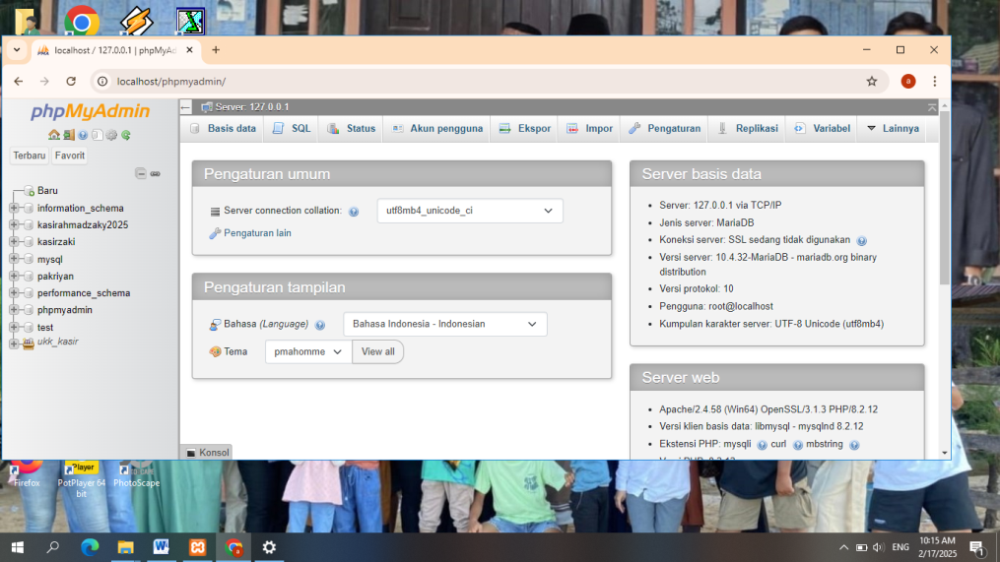 localhost / 127.0.0.1 | phpMyAd
localhost/phpmyadmin/
a
phpMyAdmin
Terbaru
Favorit
Baru
information_schema
kasirahmadzaky2025
kasirzaki
mysql
pakriyan
performance_schema
phpmyadmin
test
ukk_kasir
Server: 127.0.0.1
Basis data
SQL
Status
Akun pengguna
Ekspor
Impor
Pengaturan
Replikasi
Variabel
Lainnya
Pengaturan umum
Server connection collation:
utf8mb4_unicode_ci
Pengaturan lain
Pengaturan tampilan
Bahasa (Language)
Bahasa Indonesia - Indonesian
Tema
pmahomme
View all
Server basis data
Server: 127.0.0.1 via TCP/IP
Jenis server: MariaDB
Koneksi server: SSL sedang tidak digunakan
Versi server: 10.4.32-MariaDB - mariadb.org binary
distribution
Versi protokol: 10
Pengguna: root@localhost
Kumpulan karakter server: UTF-8 Unicode (utf8mb4)
Server web
Apache/2.4.58 (Win64) OpenSSL/3.1.3 PHP/8.2.12
Versi klien basis data: libmysql - mysqlnd 8.2.12
Ekstensi PHP: mysqli curl mbstring
Konsol
Firefox
Player
PotPlayer 64
bit
PhotoScape
ENG
10:15 AM
2/17/2025
1